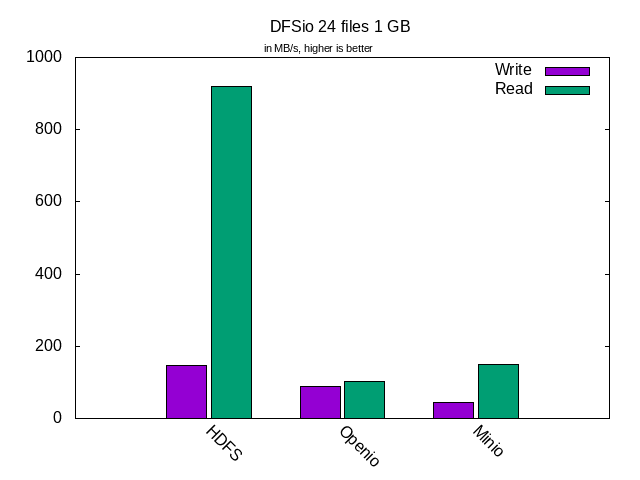 DFSio 24 files 1 GB
in MB/s, higher is better
1000
800
600
400
200
0
Write
Read
HDFS
Openio
Minio